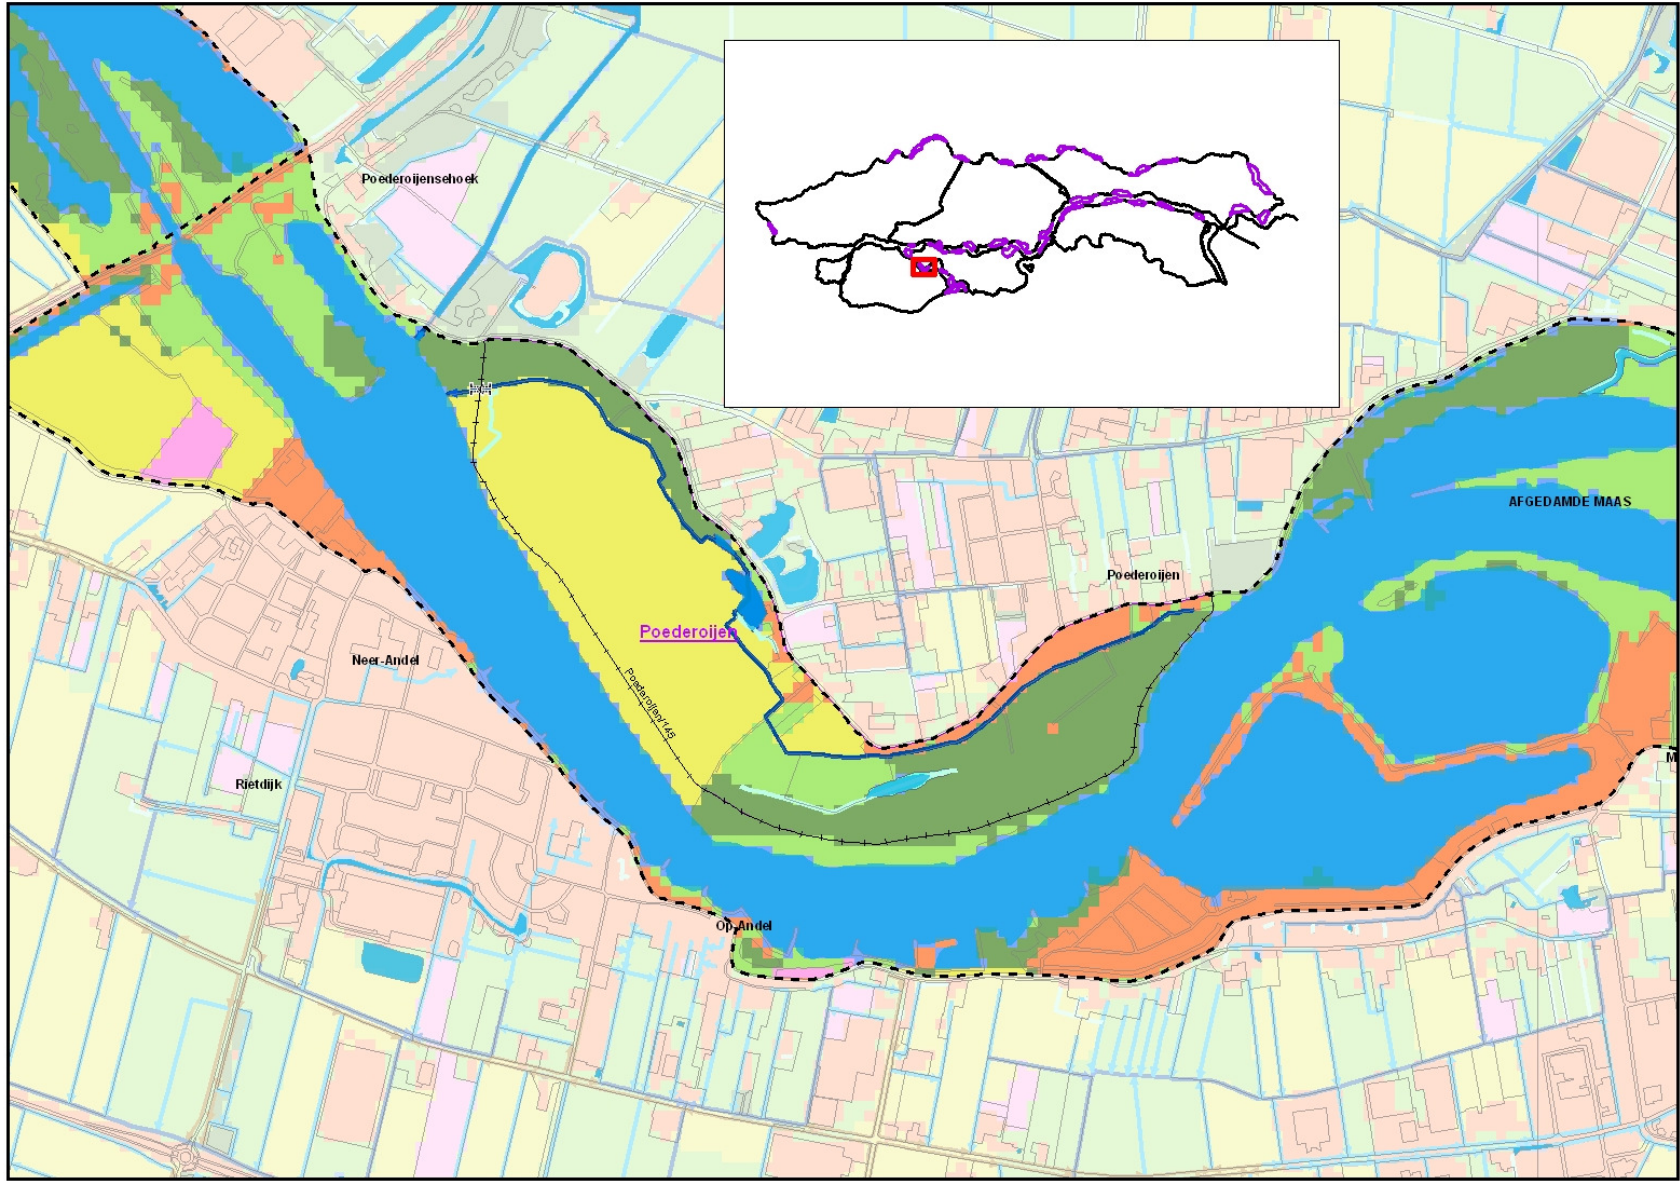 Poederoijensehoek
AFGEDAMDE MAAS
Poederoijen
Poederoijen
Neer-Andel
Poederoijen/145
M
Rietdijk
Op-Andel